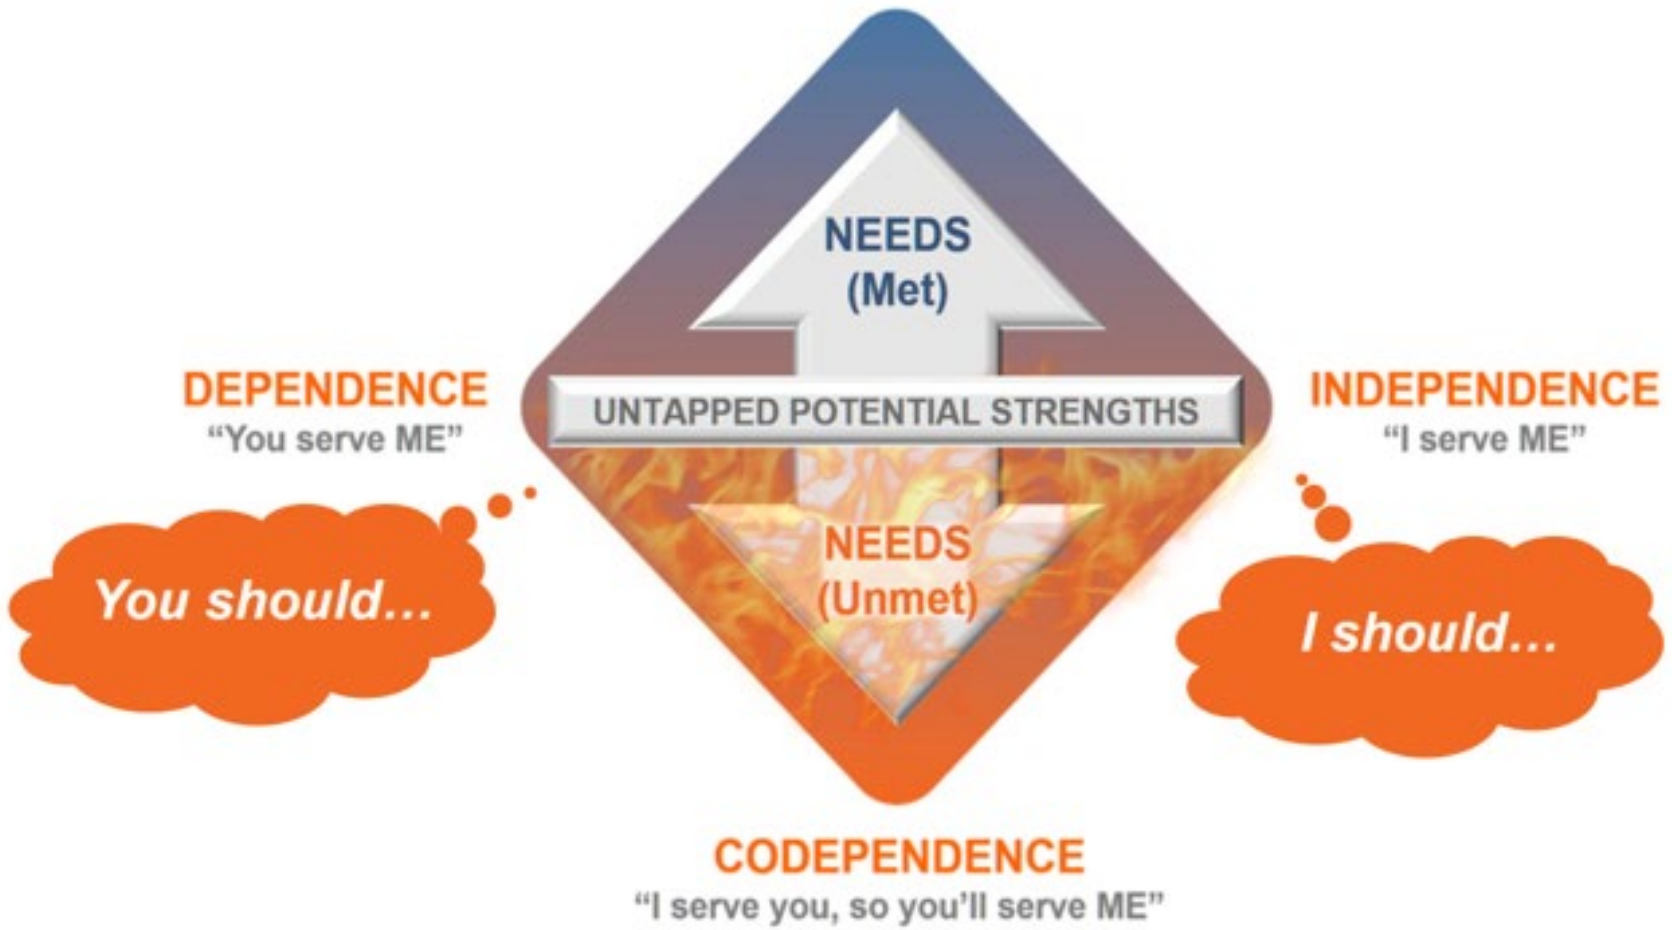 NEEDS
(Met)
DEPENDENCE
“You serve ME”
UNTAPPED POTENTIAL STRENGTHS
INDEPENDENCE
“I serve ME”
You should...
NEEDS
(Unmet)
I should...
CODEPENDENCE
“I serve you, so you’ll serve ME”